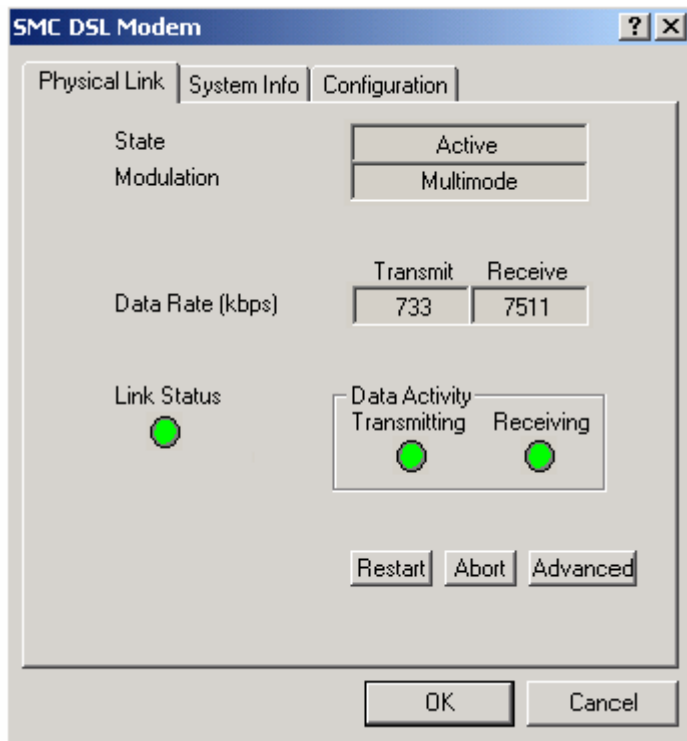 SMC DSL Modem
Physical Link System Info Configuration
State Active
Modulation Multimode
Transmit Receive
Data Rate (kbps) 733 7511
Link Status Data Activity
Transmitting Receiving
Restart Abort Advanced
OK Cancel